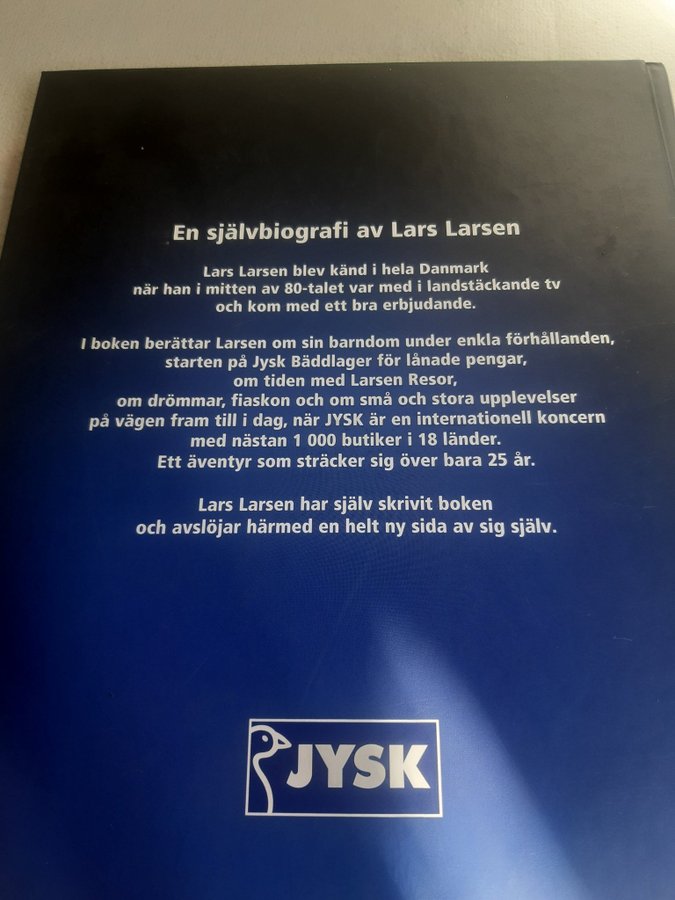 En självbiografi av Lars Larsen
Lars Larsen blev känd i hela Danmark
när han i mitten av 80-talet var med i landstäckande tv
och kom med ett bra erbjudande.
I boken berättar Larsen om sin barndom under enkla förhållanden,
starten på Jysk Bäddlager för lånade pengar,
om tiden med Larsen Resor,
om drömmar, fiaskon och om små och stora upplevelser
på vägen fram till i dag, när JYSK är en internationell koncern
med nästan 1 000 butiker i 18 länder.
Ett äventyr som sträcker sig över bara 25 år.
Lars Larsen har själv skrivit boken
och avslöjar härmed en helt ny sida av sig själv.
JYSK